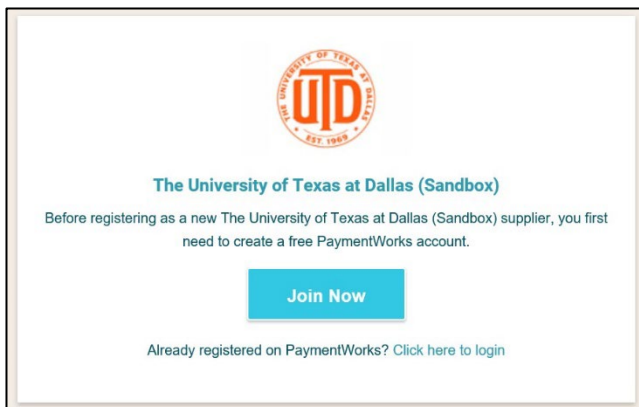 THE UNIVERSITY OF TEXAS AT DALLAS
UTD
EST. 1969
The University of Texas at Dallas (Sandbox)
Before registering as a new The University of Texas at Dallas (Sandbox) supplier, you first
need to create a free PaymentWorks account.
Join Now
Already registered on PaymentWorks? Click here to login